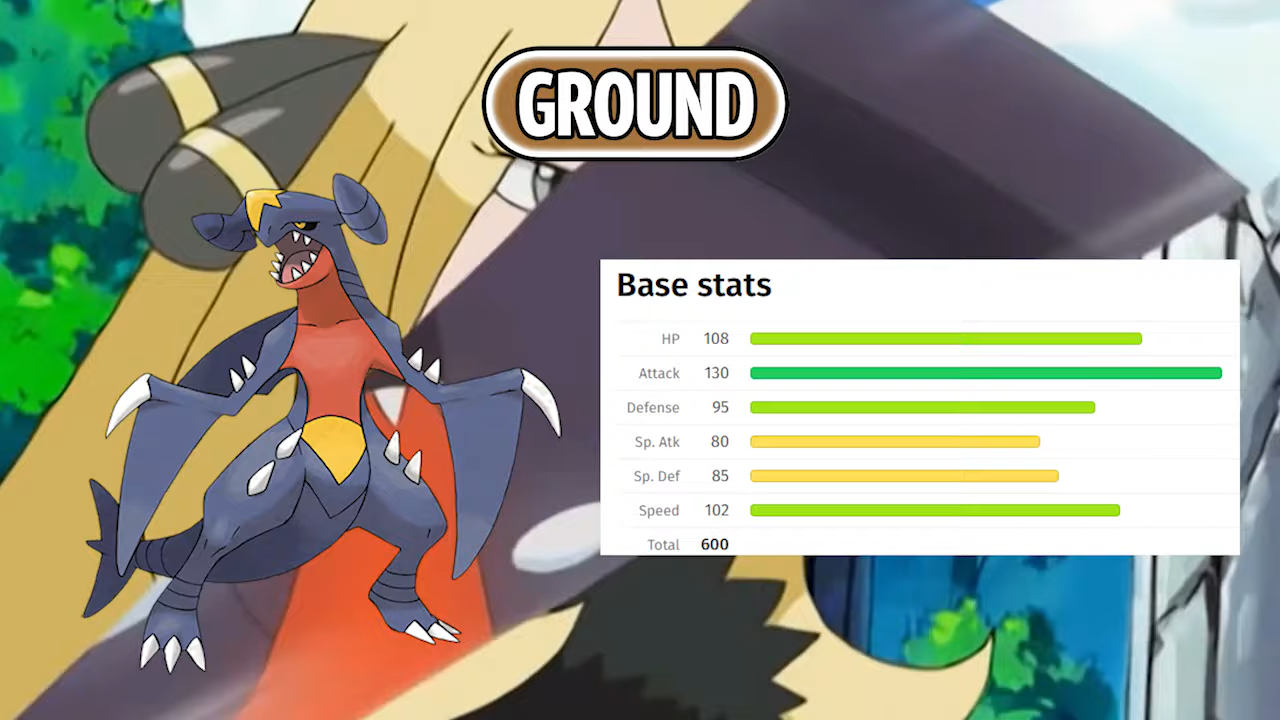 GROUND
Base stats
HP 108
Attack 130
Defense 95
Sp. Atk 80
Sp. Def 85
Speed 102
Total 600